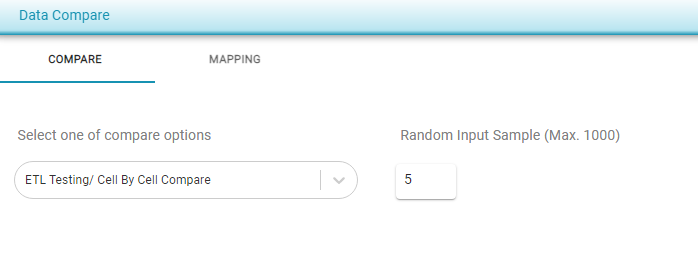 Data Compare
COMPARE
MAPPING
Select one of compare options
Random Input Sample (Max. 1000)
ETL Testing/ Cell By Cell Compare
5